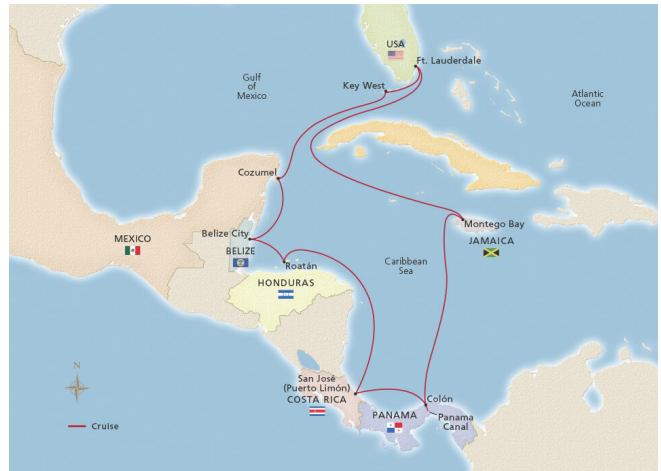 USA
Ft. Lauderdale
Key West
Gulf
of
Mexico
Atlantic
Ocean
Cozumel
Montego Bay
JAMAICA
MEXICO
Belize City
BELIZE
Roatán
Caribbean
Sea
HONDURAS
San José
(Puerto Limón)
COSTA RICA
Colón
PANAMA
Panama
Canal
N
Cruise